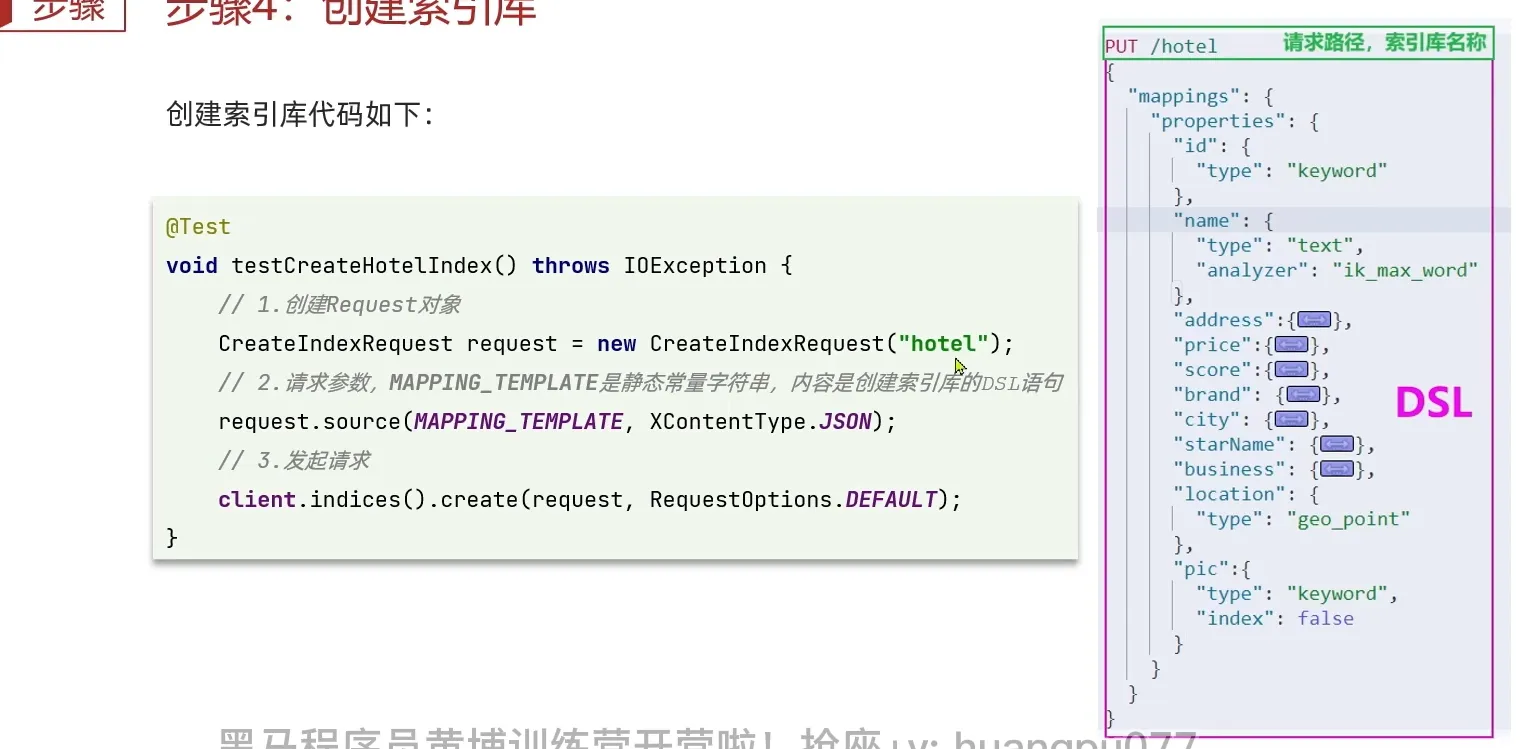 步骤
步骤4：创建索引库
创建索引库代码如下：
@Test
void testCreateHotelIndex() throws IOException {
// 1.创建Request对象
CreateIndexRequest request = new CreateIndexRequest("hotel");
// 2.请求参数，MAPPING_TEMPLATE是静态常量字符串，内容是创建索引库的DSL语句
request.source(MAPPING_TEMPLATE, XContentType.JSON);
// 3.发起请求
client.indices().create(request, RequestOptions.DEFAULT);
}
PUT /hotel 请求路径，索引库名称
{
"mappings": {
"properties": {
"id": {
"type": "keyword"
},
"name": {
"type": "text",
"analyzer": "ik_max_word"
},
"address":{},
"price":{},
"score":{},
"brand": {},
"city": {},
"starName": {},
"business": {},
"location": {
"type": "geo_point"
},
"pic":{
"type": "keyword",
"index": false
}
}
}
}
DSL
黑马程序员黄埔训练营开营啦！抢座+v: huangpu077